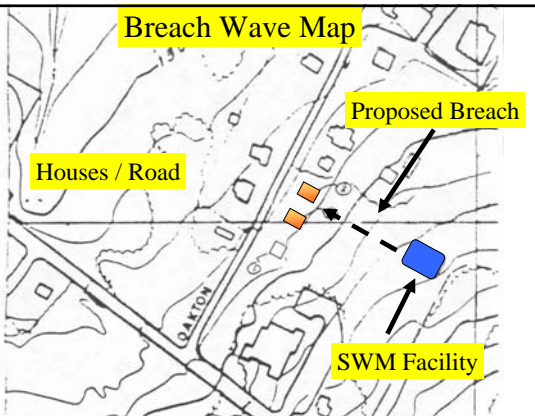 Breach Wave Map
Proposed Breach
Houses / Road
OAKTON
SWM Facility